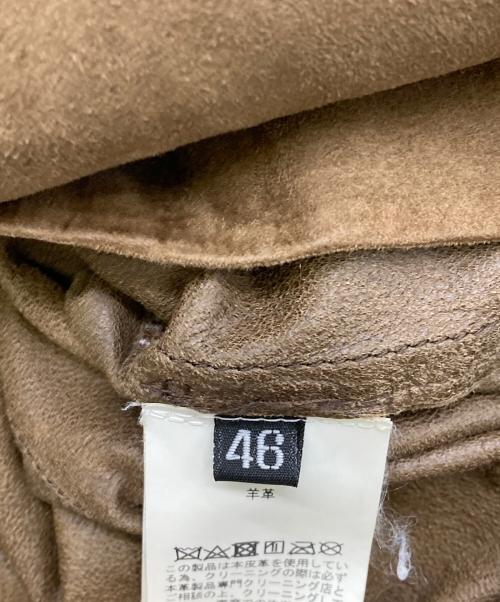 46
羊革
この製品は本皮革を使用してい
る為、クリーニングの際は必ず
本革製品専門クリーニング店と
ご相談の上、クリーニングし